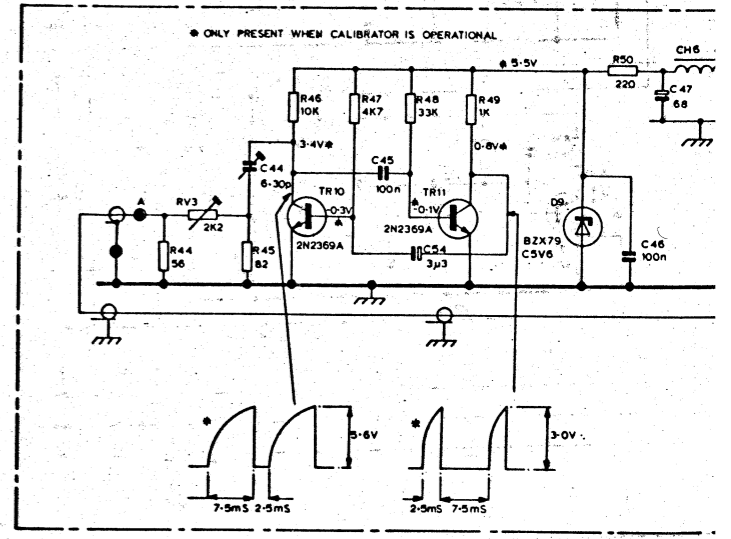 * ONLY PRESENT WHEN CALIBRATOR IS OPERATIONAL
* 5·5V
R50
220
CH6
C47
68
R46
10K
R47
4K7
R48
33K
R49
1K
3·4V*
0·8V*
C44
6-30p
C45
100n
TR10
-0·3V
*
2N2369A
TR11
*
-0·1V
2N2369A
D9
BZX79
C5V6
C46
100n
A
RV3
2K2
R44
56
R45
82
C54
3µ3
*
5·6V
7·5mS
2·5mS
*
3·0V
2·5mS
7·5mS